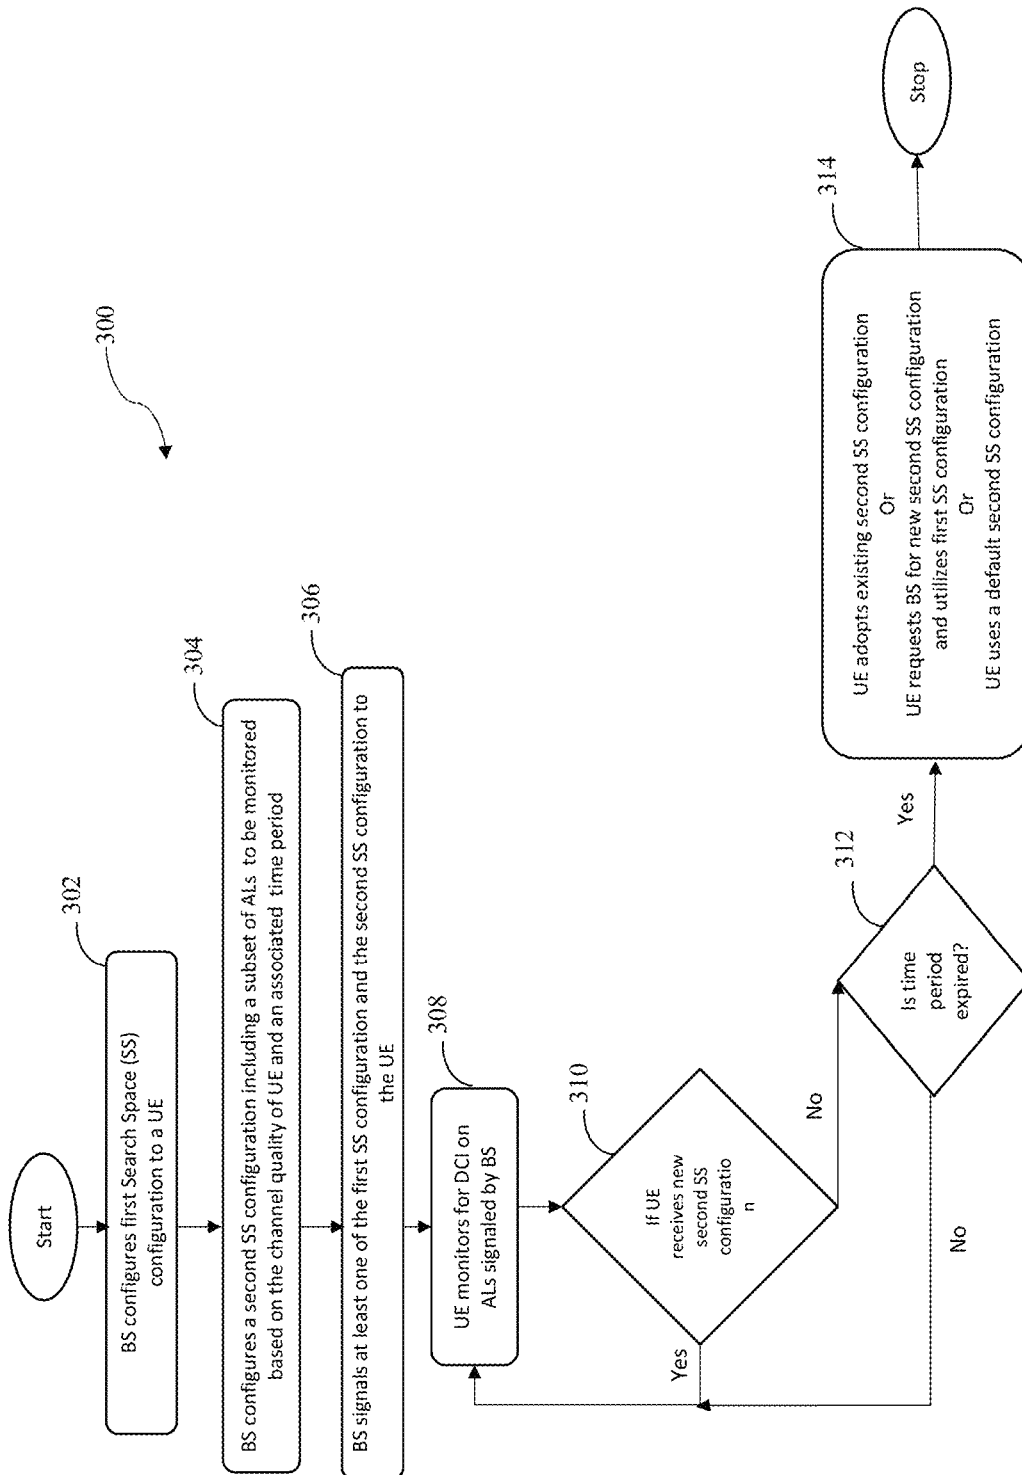 300
Start
302
BS configures first Search Space (SS)
configuration to a UE
304
BS configures a second SS configuration including a subset of ALs to be monitored
based on the channel quality of UE and an associated time period
306
BS signals at least one of the first SS configuration and the second SS configuration to
the UE
308
UE monitors for DCI on
ALs signaled by BS
310
If UE
receives new
second SS
configuratio
n
Yes
No
312
Is time
period
expired?
No
Yes
314
UE adopts existing second SS configuration
Or
UE requests BS for new second SS configuration
and utilizes first SS configuration
Or
UE uses a default second SS configuration
Stop